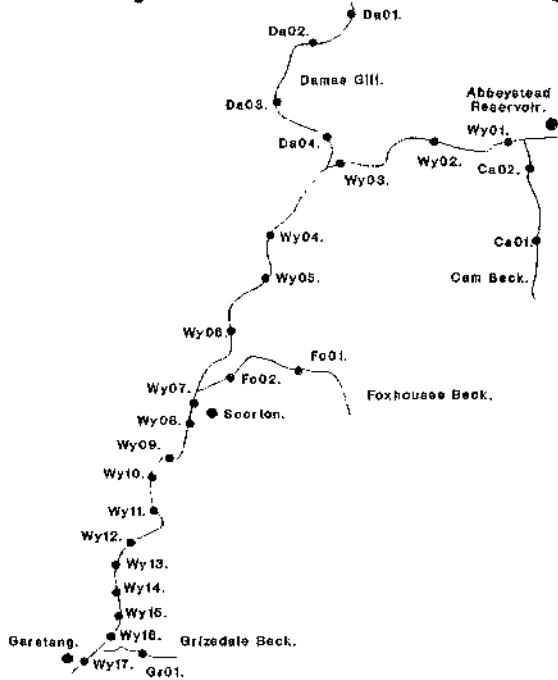 Da01.
Da02.
Damas Gill.
Da03.
Da04.
Abbeystead
Reservoir.
Wy01.
Wy02.
Wy03.
Ca02.
Ca01.
Cam Beck.
Wy04.
Wy05.
Wy06.
Fo01.
Fo02.
Foxhouses Beck.
Wy07.
Wy08.
Scorton.
Wy09.
Wy10.
Wy11.
Wy12.
Wy13.
Wy14.
Wy15.
Wy16.
Grizedale Beck.
Garstang.
Wy17.
Gr01.